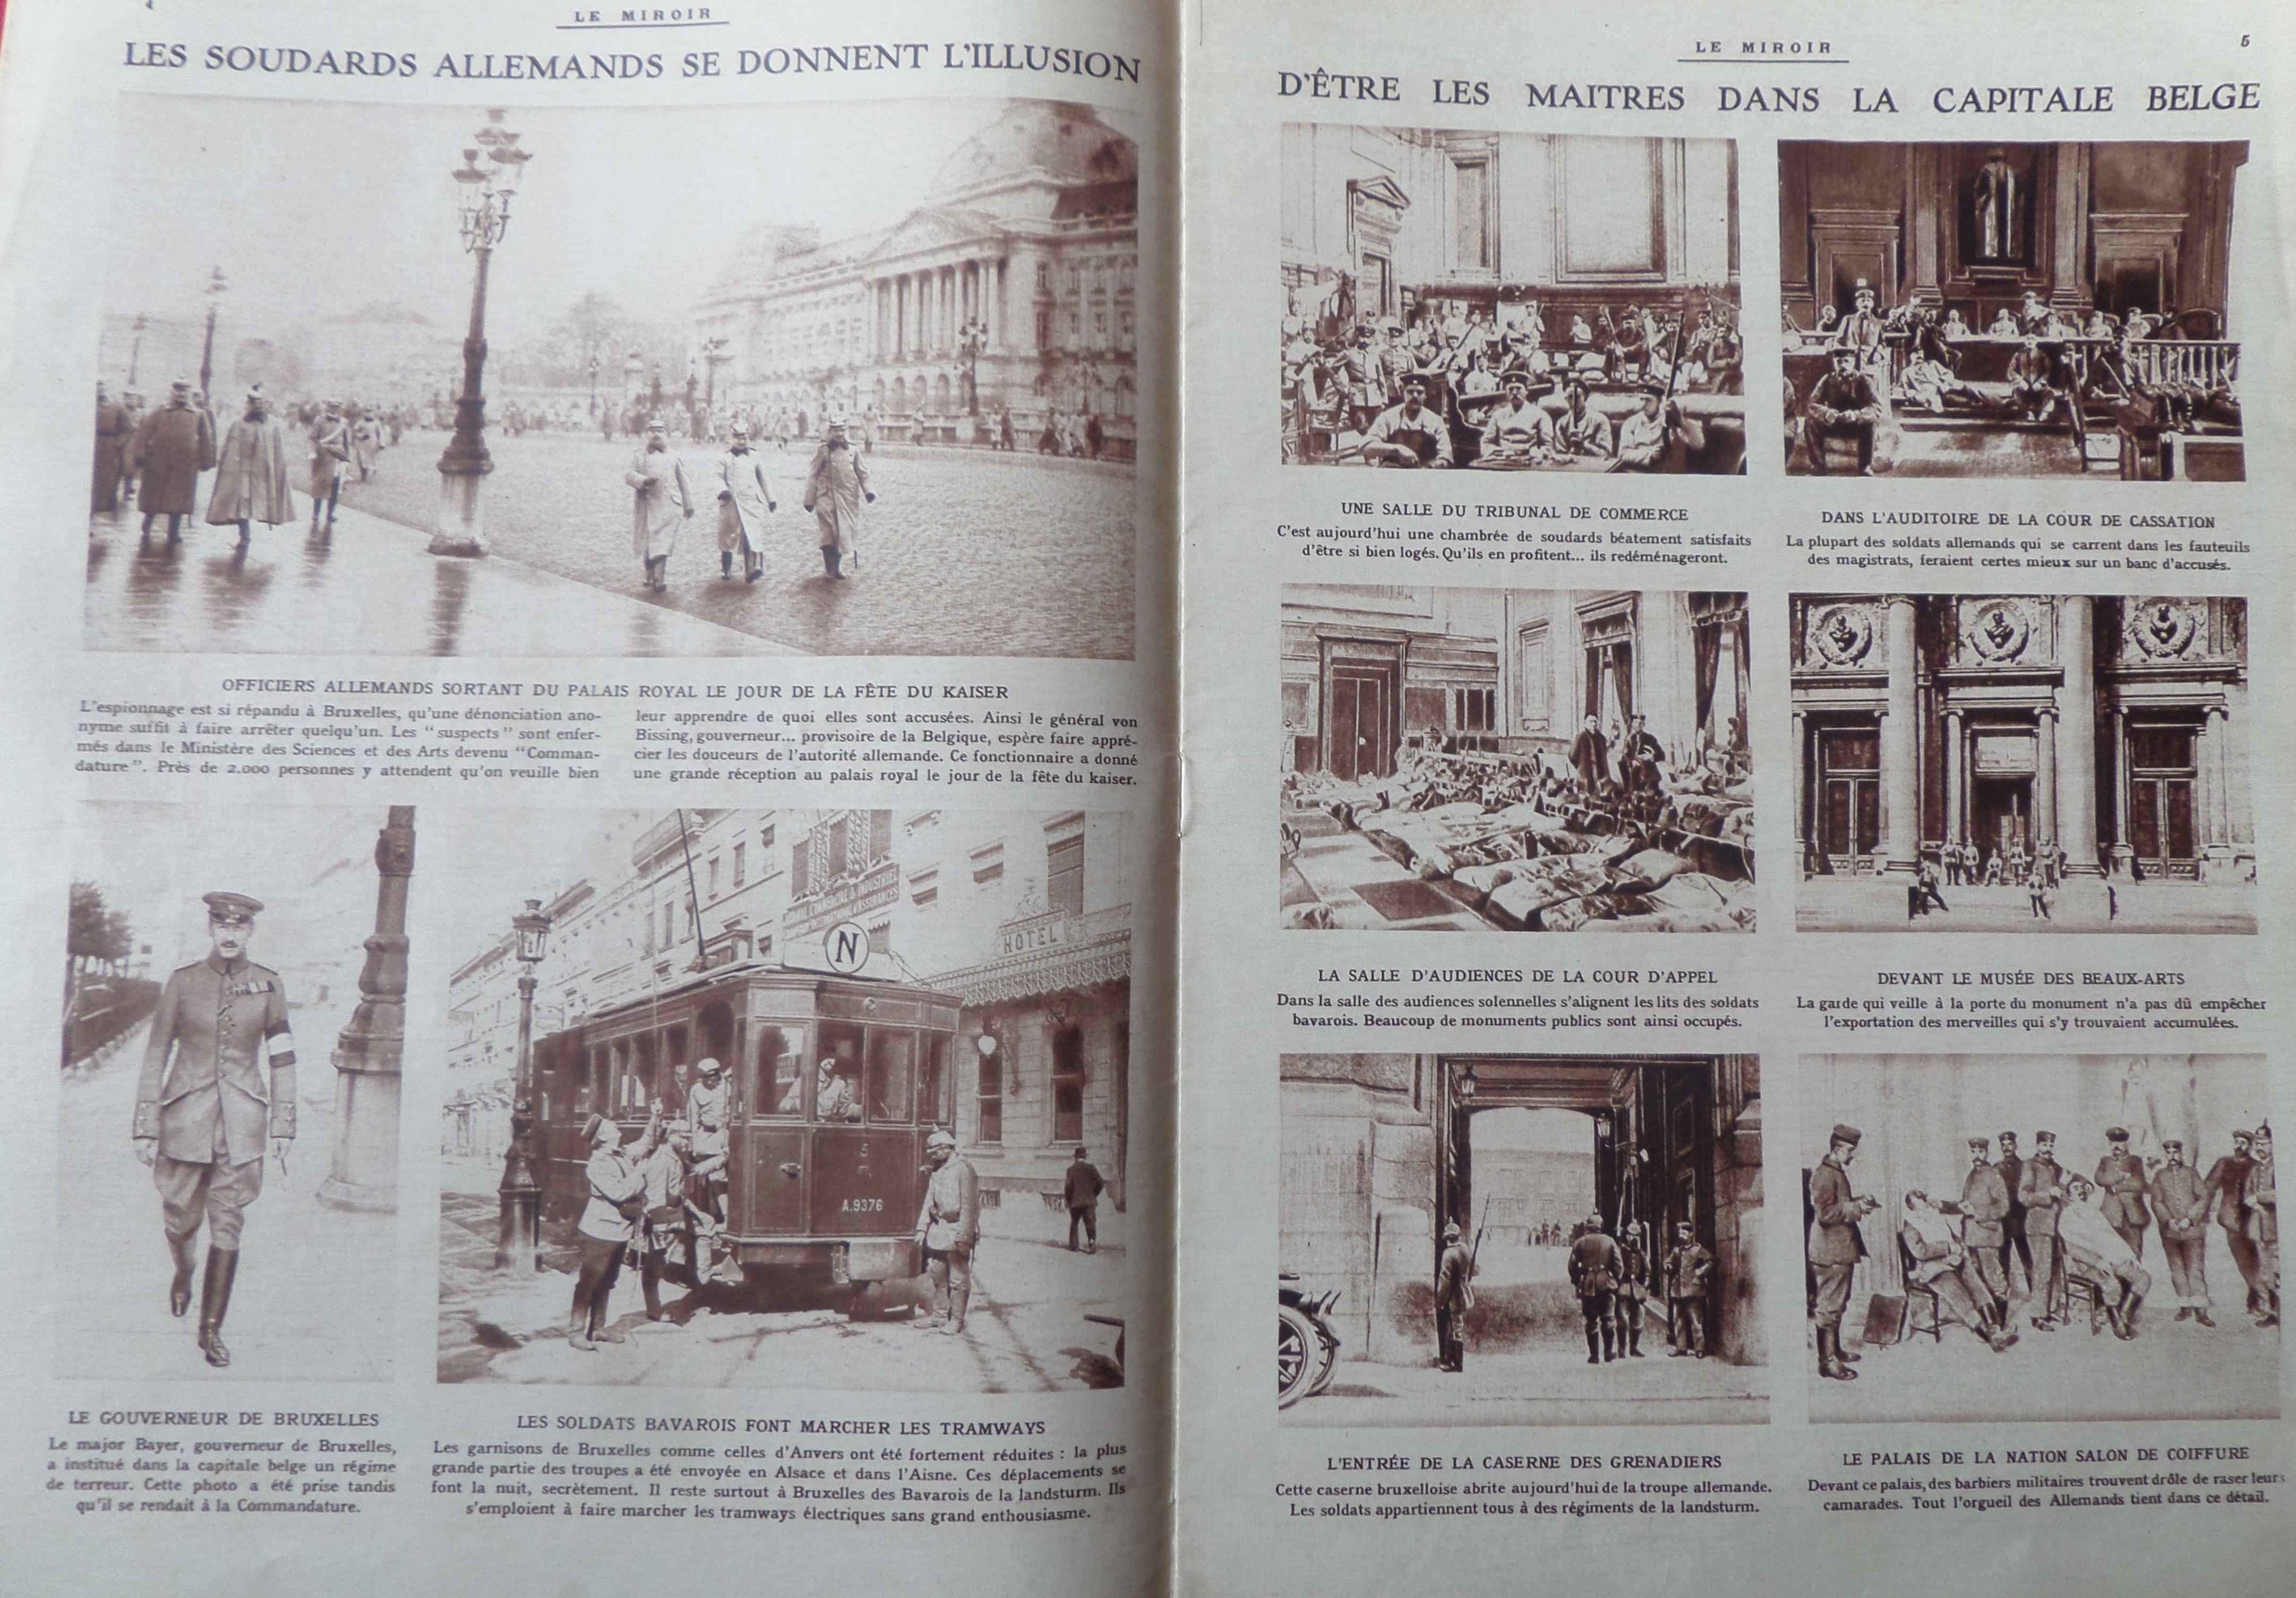 4
LE MIROIR
LES SOUDARDS ALLEMANDS SE DONNENT L'ILLUSION
OFFICIERS ALLEMANDS SORTANT DU PALAIS ROYAL LE JOUR DE LA FÊTE DU KAISER
L'espionnage est si répandu à Bruxelles, qu'une dénonciation ano-
nyme suffit à faire arrêter quelqu'un. Les "suspects" sont enfer-
més dans le Ministère des Sciences et des Arts devenu "Comman-
dature". Près de 2.000 personnes y attendent qu'on veuille bien
leur apprendre de quoi elles sont accusées. Ainsi le général von
Bissing, gouverneur... provisoire de la Belgique, espère faire appré-
cier les douceurs de l'autorité allemande. Ce fonctionnaire a donné
une grande réception au palais royal le jour de la fête du kaiser.
COMMERCIAL & INDUSTRIEL
HOTEL
N
5
A.9376
LE GOUVERNEUR DE BRUXELLES
Le major Bayer, gouverneur de Bruxelles,
a institué dans la capitale belge un régime
de terreur. Cette photo a été prise tandis
qu'il se rendait à la Commandature.
LES SOLDATS BAVAROIS FONT MARCHER LES TRAMWAYS
Les garnisons de Bruxelles comme celles d'Anvers ont été fortement réduites : la plus
grande partie des troupes a été envoyée en Alsace et dans l'Aisne. Ces déplacements se
font la nuit, secrètement. Il reste surtout à Bruxelles des Bavarois de la landsturm. Ils
s'emploient à faire marcher les tramways électriques sans grand enthousiasme.
LE MIROIR
5
D'ÊTRE LES MAITRES DANS LA CAPITALE BELGE
UNE SALLE DU TRIBUNAL DE COMMERCE
C'est aujourd'hui une chambrée de soudards béatement satisfaits
d'être si bien logés. Qu'ils en profitent... ils redéménageront.
DANS L'AUDITOIRE DE LA COUR DE CASSATION
La plupart des soldats allemands qui se carrent dans les fauteuils
des magistrats, feraient certes mieux sur un banc d'accusés.
LA SALLE D'AUDIENCES DE LA COUR D'APPEL
Dans la salle des audiences solennelles s'alignent les lits des soldats
bavarois. Beaucoup de monuments publics sont ainsi occupés.
DEVANT LE MUSÉE DES BEAUX-ARTS
La garde qui veille à la porte du monument n'a pas dû empêcher
l'exportation des merveilles qui s'y trouvaient accumulées.
L'ENTRÉE DE LA CASERNE DES GRENADIERS
Cette caserne bruxelloise abrite aujourd'hui de la troupe allemande.
Les soldats appartiennent tous à des régiments de la landsturm.
LE PALAIS DE LA NATION SALON DE COIFFURE
Devant ce palais, des barbiers militaires trouvent drôle de raser leurs
camarades. Tout l'orgueil des Allemands tient dans ce détail.